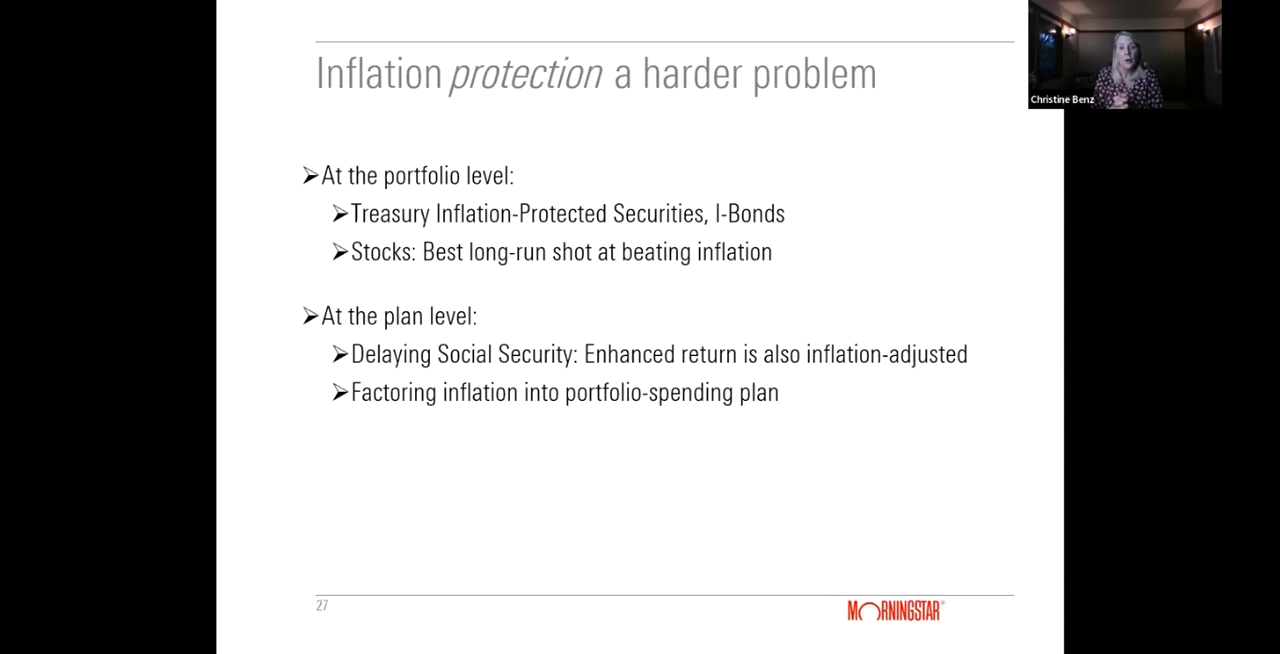 Inflation protection a harder problem
Christine Benz
➢At the portfolio level:
➢Treasury Inflation-Protected Securities, I-Bonds
➢Stocks: Best long-run shot at beating inflation
➢At the plan level:
➢Delaying Social Security: Enhanced return is also inflation-adjusted
➢Factoring inflation into portfolio-spending plan
27
MORNINGSTAR®